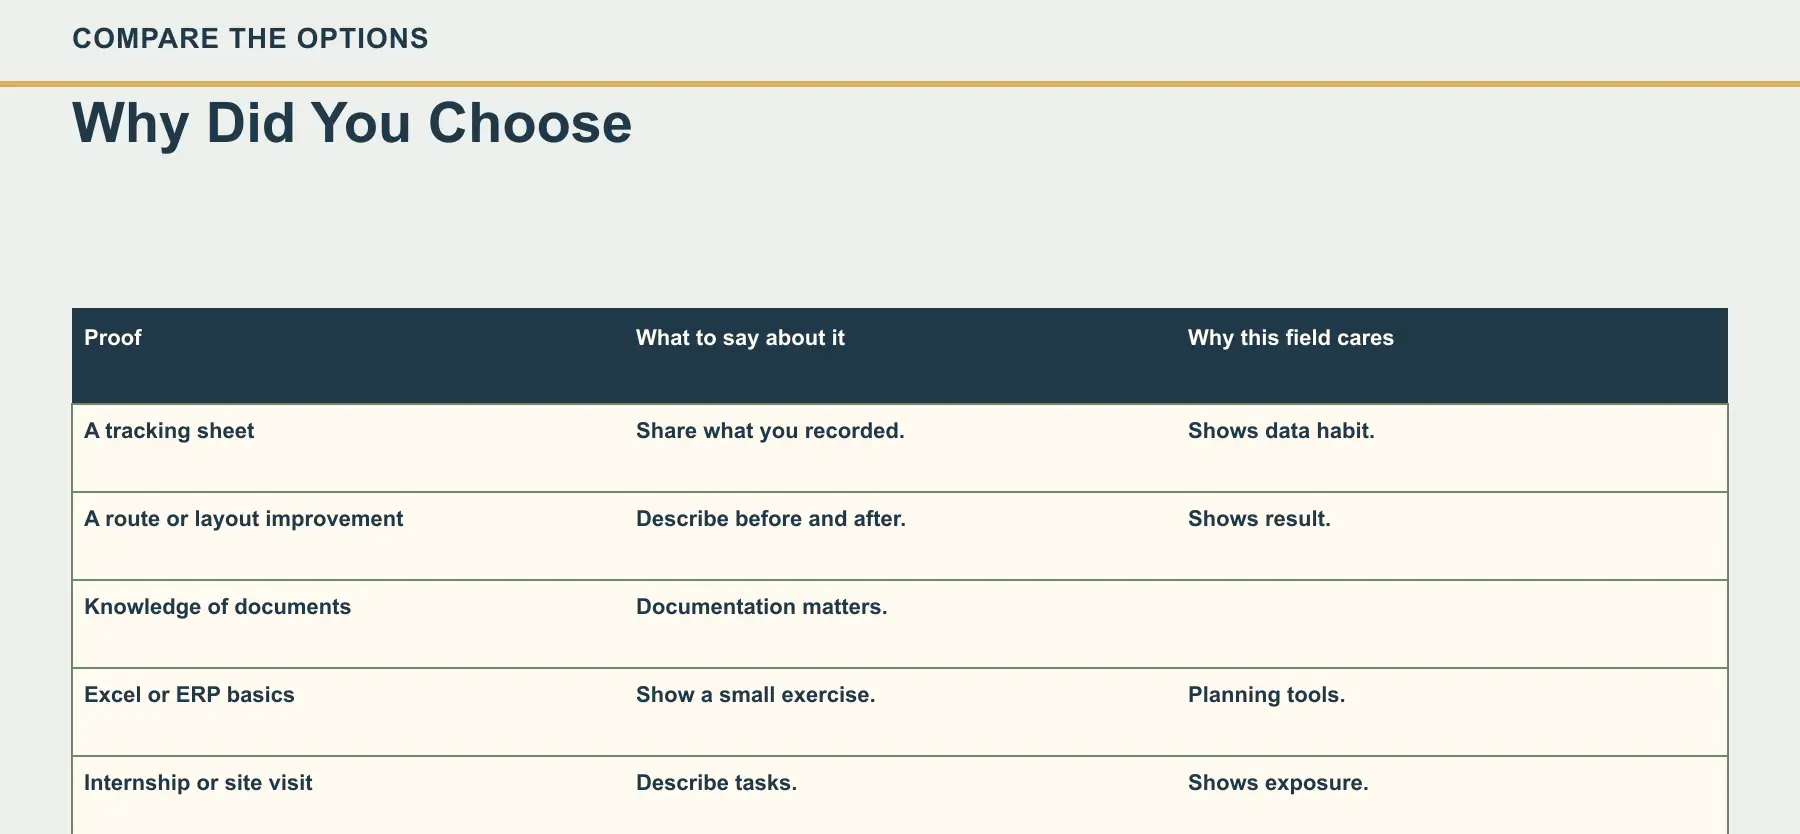 COMPARE THE OPTIONS
Why Did You Choose
Proof What to say about it Why this field cares
A tracking sheet Share what you recorded. Shows data habit.
A route or layout improvement Describe before and after. Shows result.
Knowledge of documents Documentation matters.
Excel or ERP basics Show a small exercise. Planning tools.
Internship or site visit Describe tasks. Shows exposure.